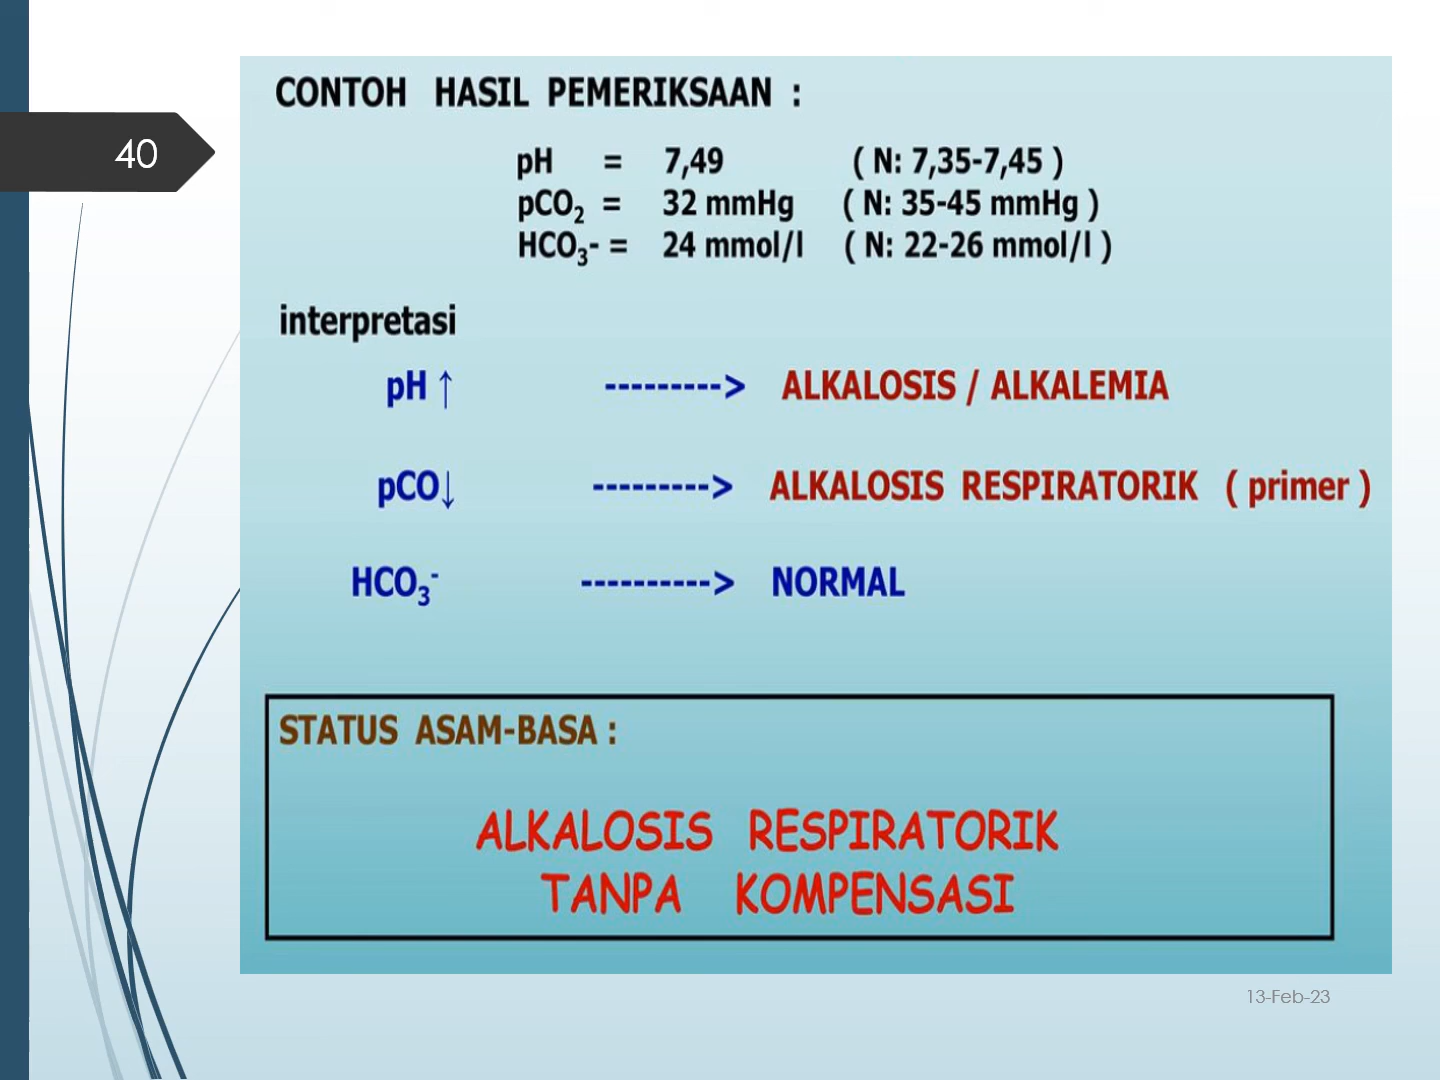 40
CONTOH HASIL PEMERIKSAAN :
pH = 7,49 ( N: 7,35-7,45 )
pCO₂ = 32 mmHg ( N: 35-45 mmHg )
HCO₃- = 24 mmol/l ( N: 22-26 mmol/l )
interpretasi
pH ↑ ---------> ALKALOSIS / ALKALEMIA
pCO↓ ---------> ALKALOSIS RESPIRATORIK ( primer )
HCO₃⁻ ----------> NORMAL
STATUS ASAM-BASA :
ALKALOSIS RESPIRATORIK
TANPA KOMPENSASI
13-Feb-23